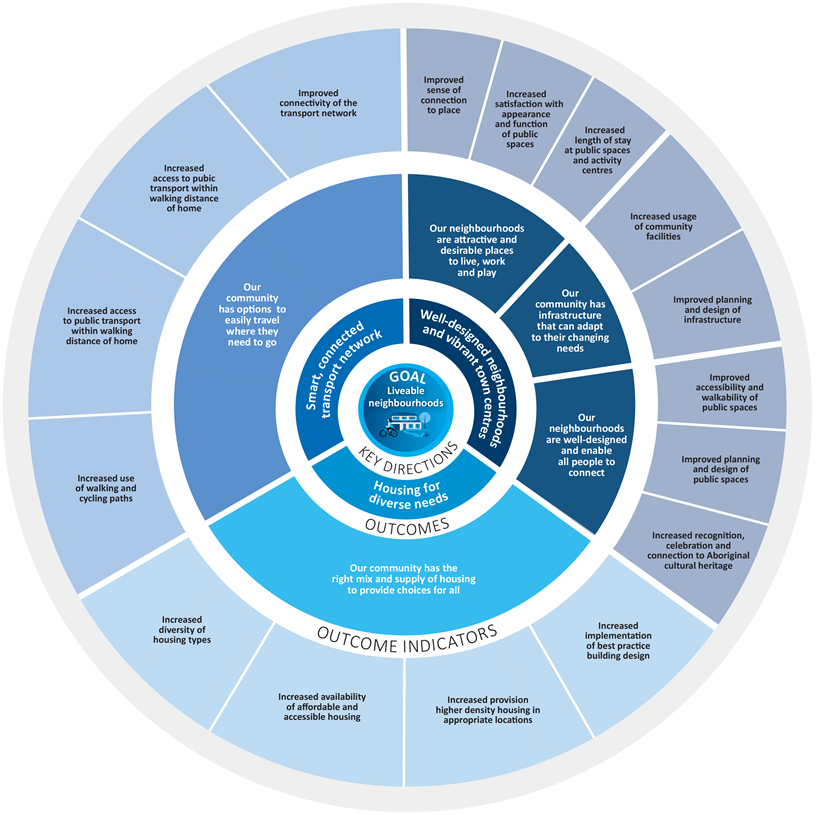 GOAL
Liveable
neighbourhoods
KEY DIRECTIONS
Smart, connected
transport network
Well-designed neighbourhoods
and vibrant town centres
Housing for
diverse needs
OUTCOMES
Our
community
has options to
easily travel
where they
need to go
Our neighbourhoods
are attractive and
desirable places
to live, work
and play
Our
community has
infrastructure
that can adapt
to their changing
needs
Our
neighbourhoods
are well-designed
and enable
all people to
connect
Our community has the
right mix and supply of housing
to provide choices for all
OUTCOME INDICATORS
Improved
connectivity of the
transport network
Increased
access to pubic
transport within
walking distance
of home
Increased access
to public transport
within walking
distance of home
Increased use
of walking and
cycling paths
Improved
sense of
connection
to place
Increased
satisfaction with
appearance
and function
of public
spaces
Increased
length of stay
at public spaces
and activity
centres
Increased usage
of community
facilities
Improved planning
and design of
infrastructure
Improved
accessibility and
walkability of
public spaces
Improved planning
and design of
public spaces
Increased recognition,
celebration and
connection to Aboriginal
cultural heritage
Increased
implementation
of best practice
building design
Increased provision
higher density housing in
appropriate locations
Increased availability
of affordable and
accessible housing
Increased
diversity of
housing types